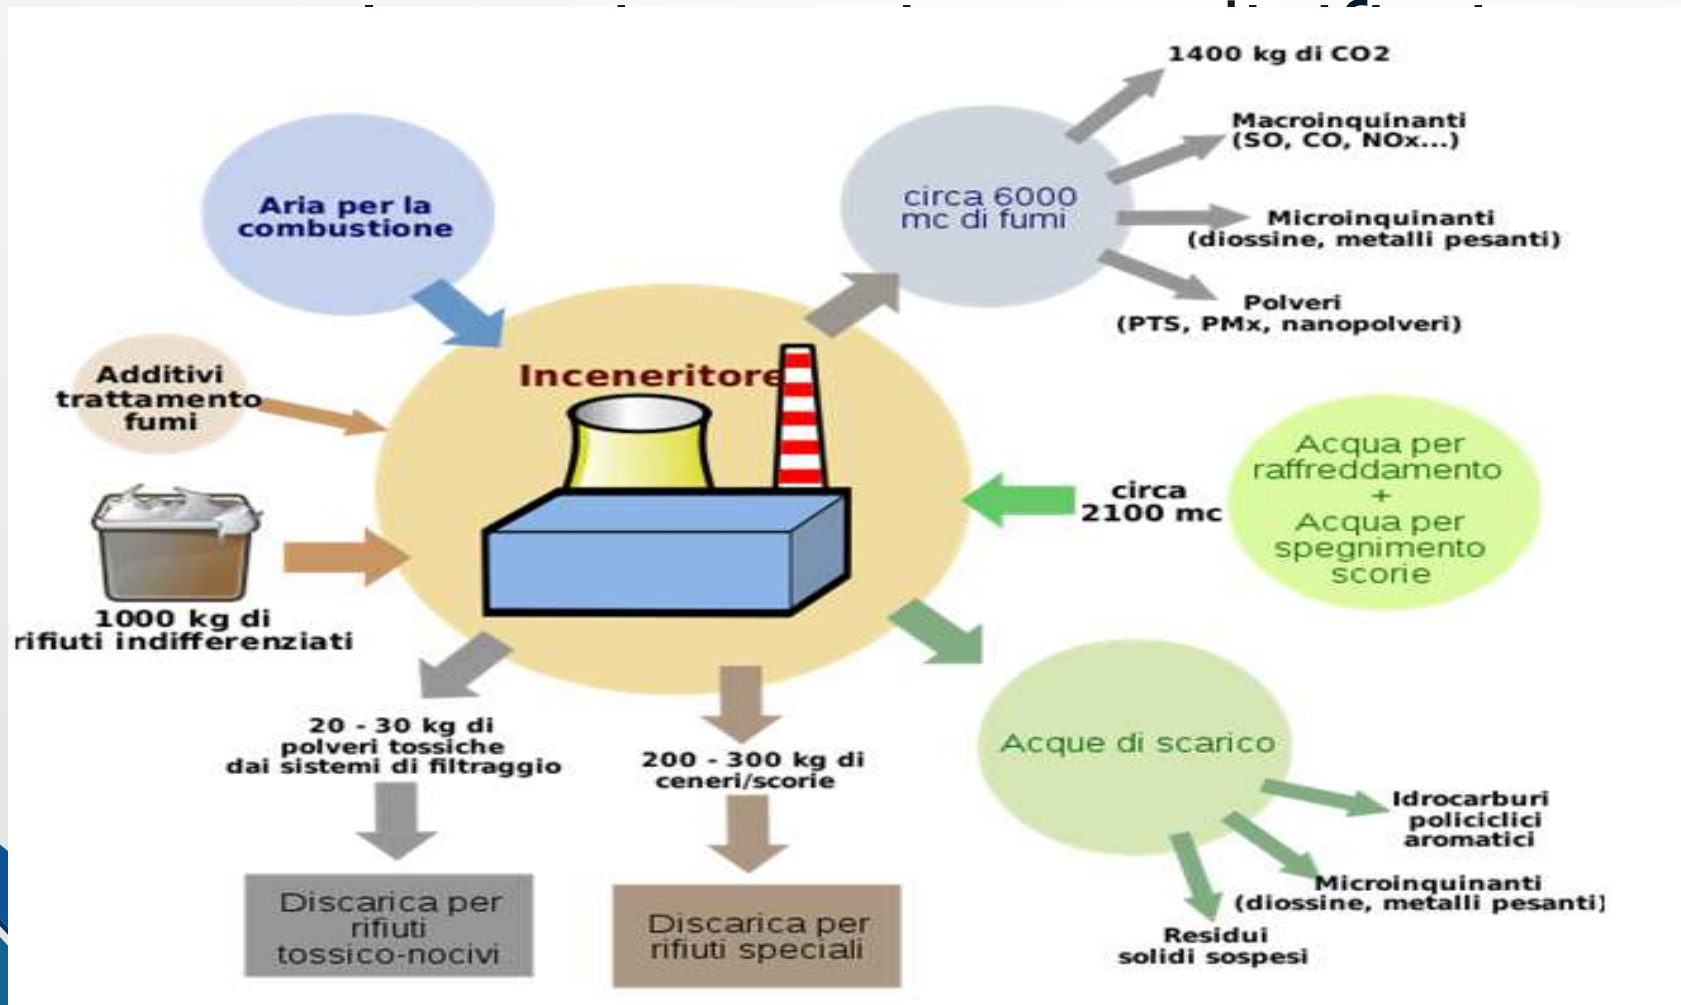 1400 kg di CO2
Macroinquinanti
(SO, CO, NOx...)
Aria per la
combustione
circa 6000
mc di fumi
Microinquinanti
(diossine, metalli pesanti)
Polveri
(PTS, PMx, nanopolveri)
Inceneritore
Additivi
trattamento
fumi
circa
2100 mc
Acqua per
raffreddamento
+
Acqua per
spegnimento
scorie
1000 kg di
rifiuti indifferenziati
20 - 30 kg di
polveri tossiche
dai sistemi di filtraggio
200 - 300 kg di
ceneri/scorie
Acque di scarico
Idrocarburi
policiclici
aromatici
Microinquinanti
(diossine, metalli pesanti)
Residui
solidi sospesi
Discarica per
rifiuti
tossico-nocivi
Discarica per
rifiuti speciali